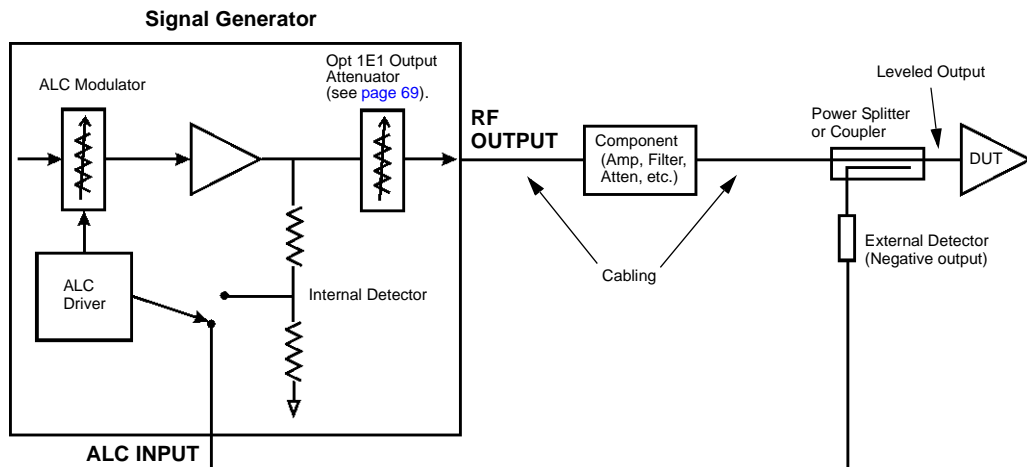 Signal Generator
ALC Modulator
Opt 1E1 Output
Attenuator
(see page 69).
RF
OUTPUT
Component
(Amp, Filter,
Atten, etc.)
Leveled Output
Power Splitter
or Coupler
DUT
External Detector
(Negative output)
Cabling
ALC
Driver
Internal Detector
ALC INPUT